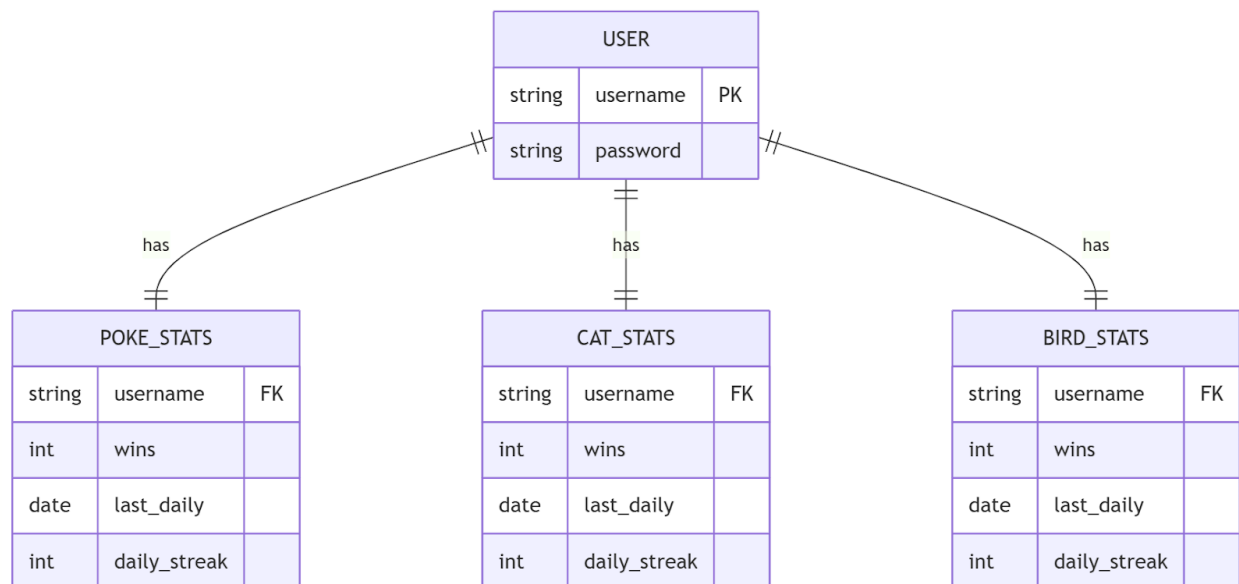 USER
string username PK
string password
has has has
POKE_STATS
string username FK
int wins
date last_daily
int daily_streak
CAT_STATS
string username FK
int wins
date last_daily
int daily_streak
BIRD_STATS
string username FK
int wins
date last_daily
int daily_streak